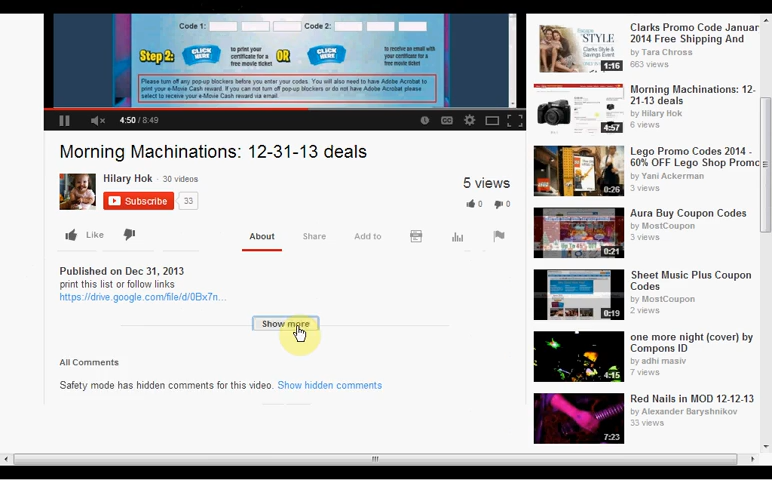 Code 1:
Code 2:
Step 2:
CLICK HERE
to print your
certificate for a
free movie ticket
OR
CLICK HERE
to receive an email with
your certificate for a
free movie ticket
Please turn off any pop-up blockers before you enter your codes. You will also need to have Adobe Acrobat to
print your e-Movie Cash reward. If you can not turn off pop-up blockers or do not have Adobe Acrobat please
select to receive your e-Movie Cash reward via email.
4:50 / 8:49
Morning Machinations: 12-31-13 deals
Hilary Hok · 30 videos
Subscribe 33
5 views
0 0
Like
About Share Add to
Published on Dec 31, 2013
print this list or follow links
https://drive.google.com/file/d/0Bx7n...
Show more
All Comments
Safety mode has hidden comments for this video. Show hidden comments
Clarks Promo Code Januar
2014 Free Shipping And
by Tara Chross
663 views
STYLE
1:16
Morning Machinations: 12-
21-13 deals
by Hilary Hok
6 views
4:57
Lego Promo Codes 2014 -
60% OFF Lego Shop Promo
by Yani Ackerman
3 views
0:26
Aura Buy Coupon Codes
by MostCoupon
3 views
0:21
Sheet Music Plus Coupon
Codes
by MostCoupon
2 views
0:19
one more night (cover) by
Compons ID
by adhi masiv
7 views
4:15
Red Nails in MOD 12-12-13
by Alexander Baryshnikov
33 views
7:23